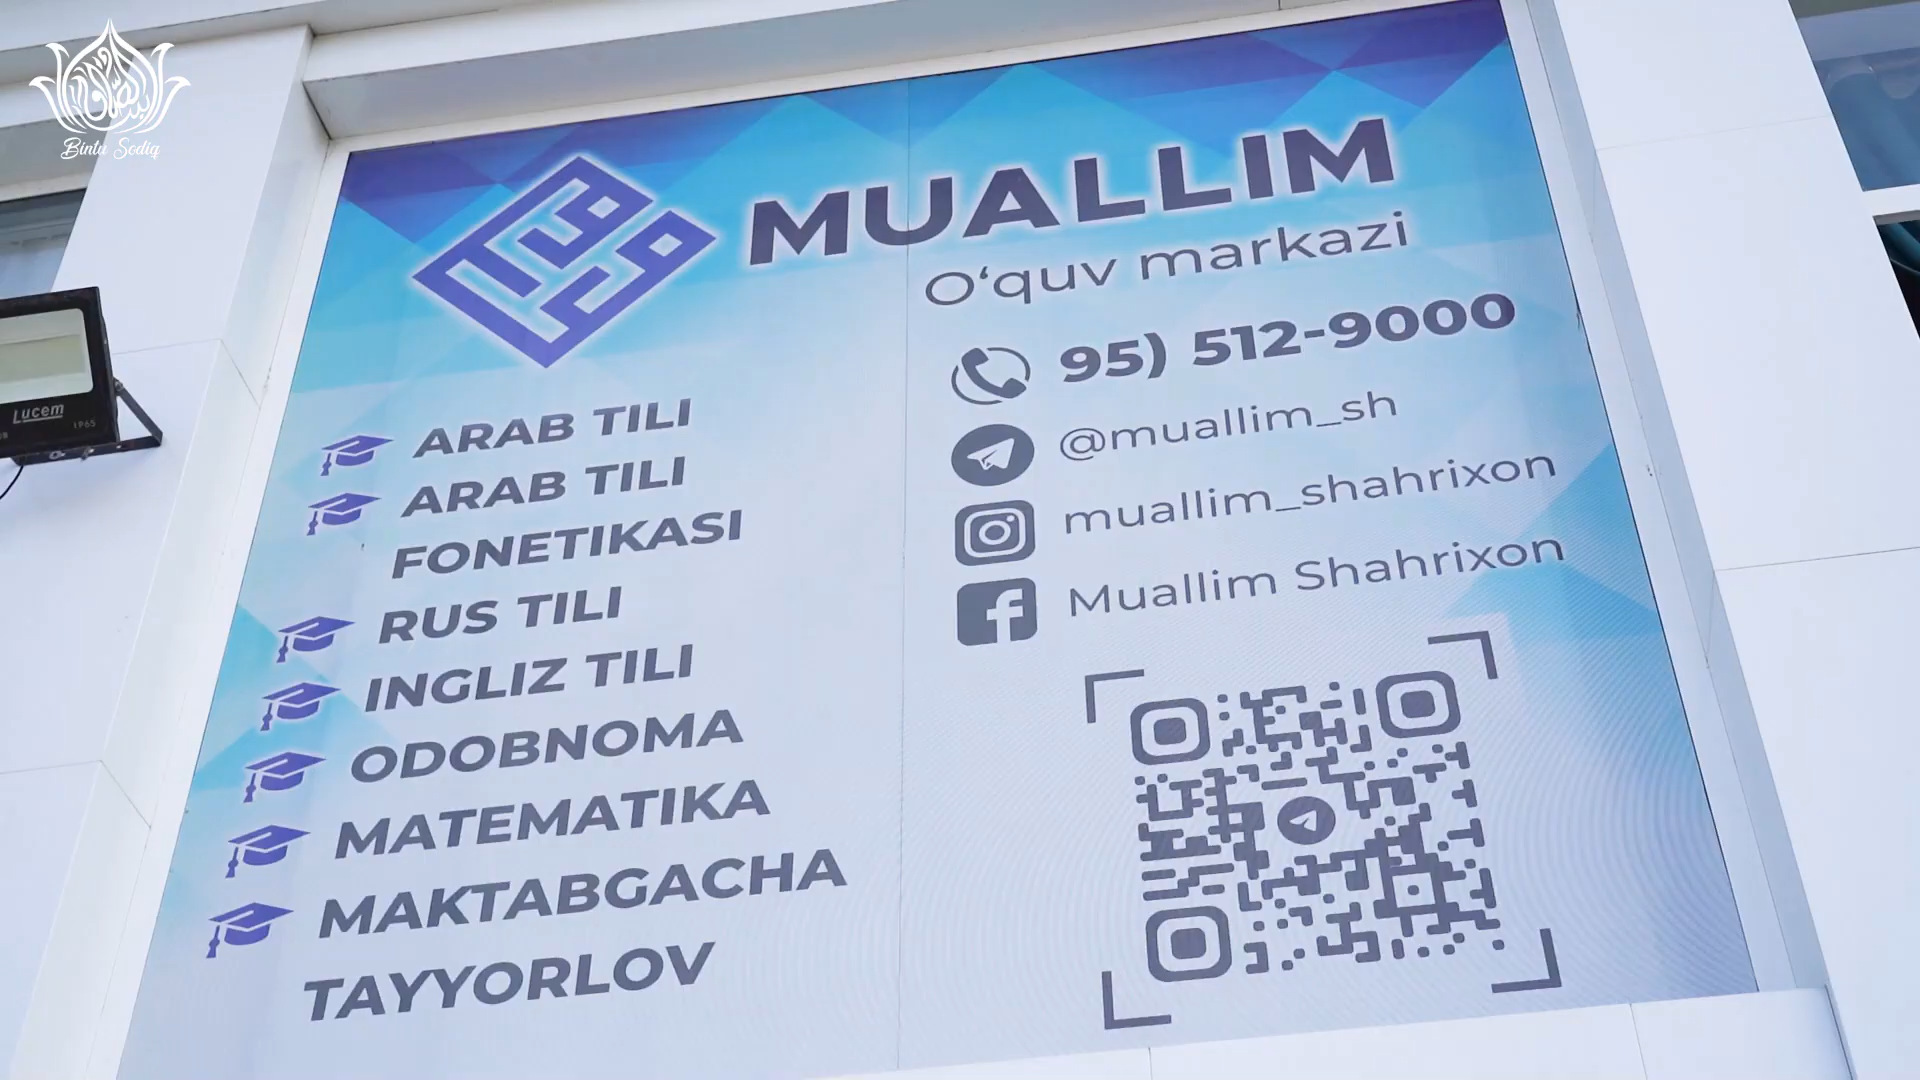 Bintu Sodiq
MUALLIM
O‘quv markazi
95) 512-9000
@muallim_sh
muallim_shahrixon
Muallim Shahrixon
ARAB TILI
ARAB TILI
FONETIKASI
RUS TILI
INGLIZ TILI
ODOBNOMA
MATEMATIKA
MAKTABGACHA
TAYYORLOV
Lucem
IP65